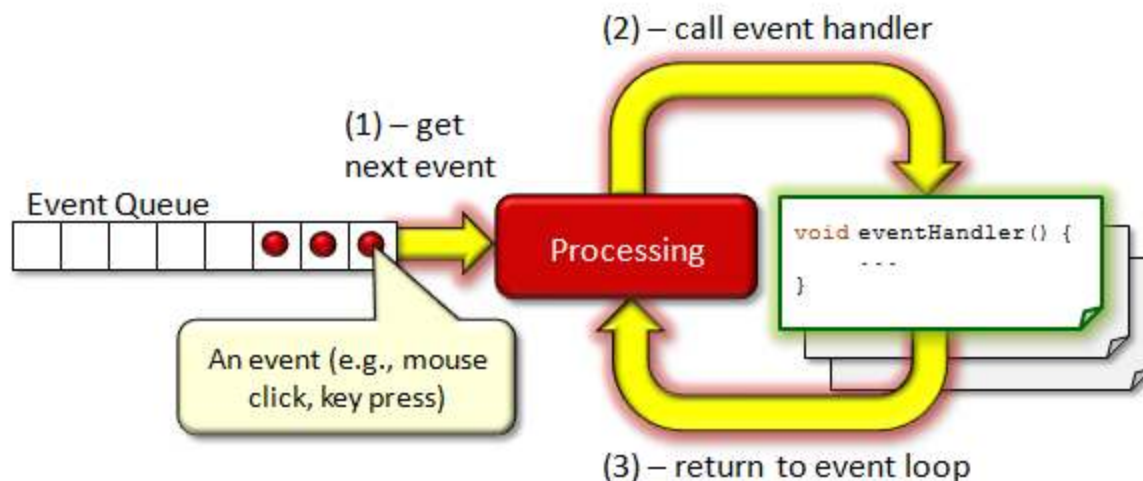 (2) – call event handler
(1) – get
next event
Event Queue
Processing
void eventHandler() {
...
}
An event (e.g., mouse
click, key press)
(3) – return to event loop